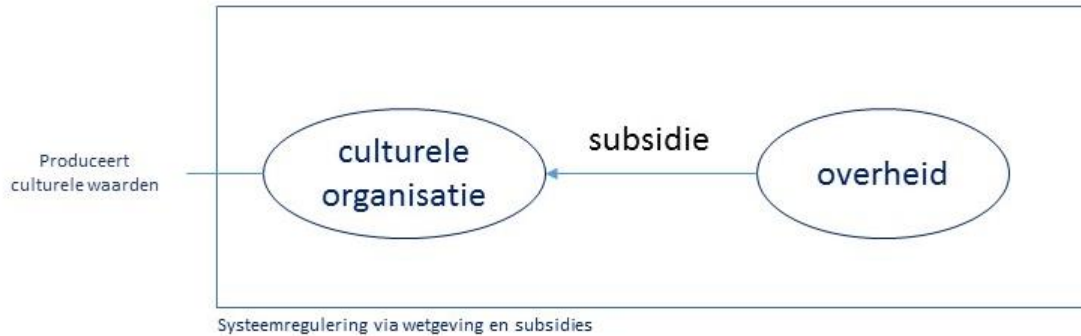 Produceert
culturele waarden
culturele
organisatie
subsidie
overheid
Systeemregulering via wetgeving en subsidies